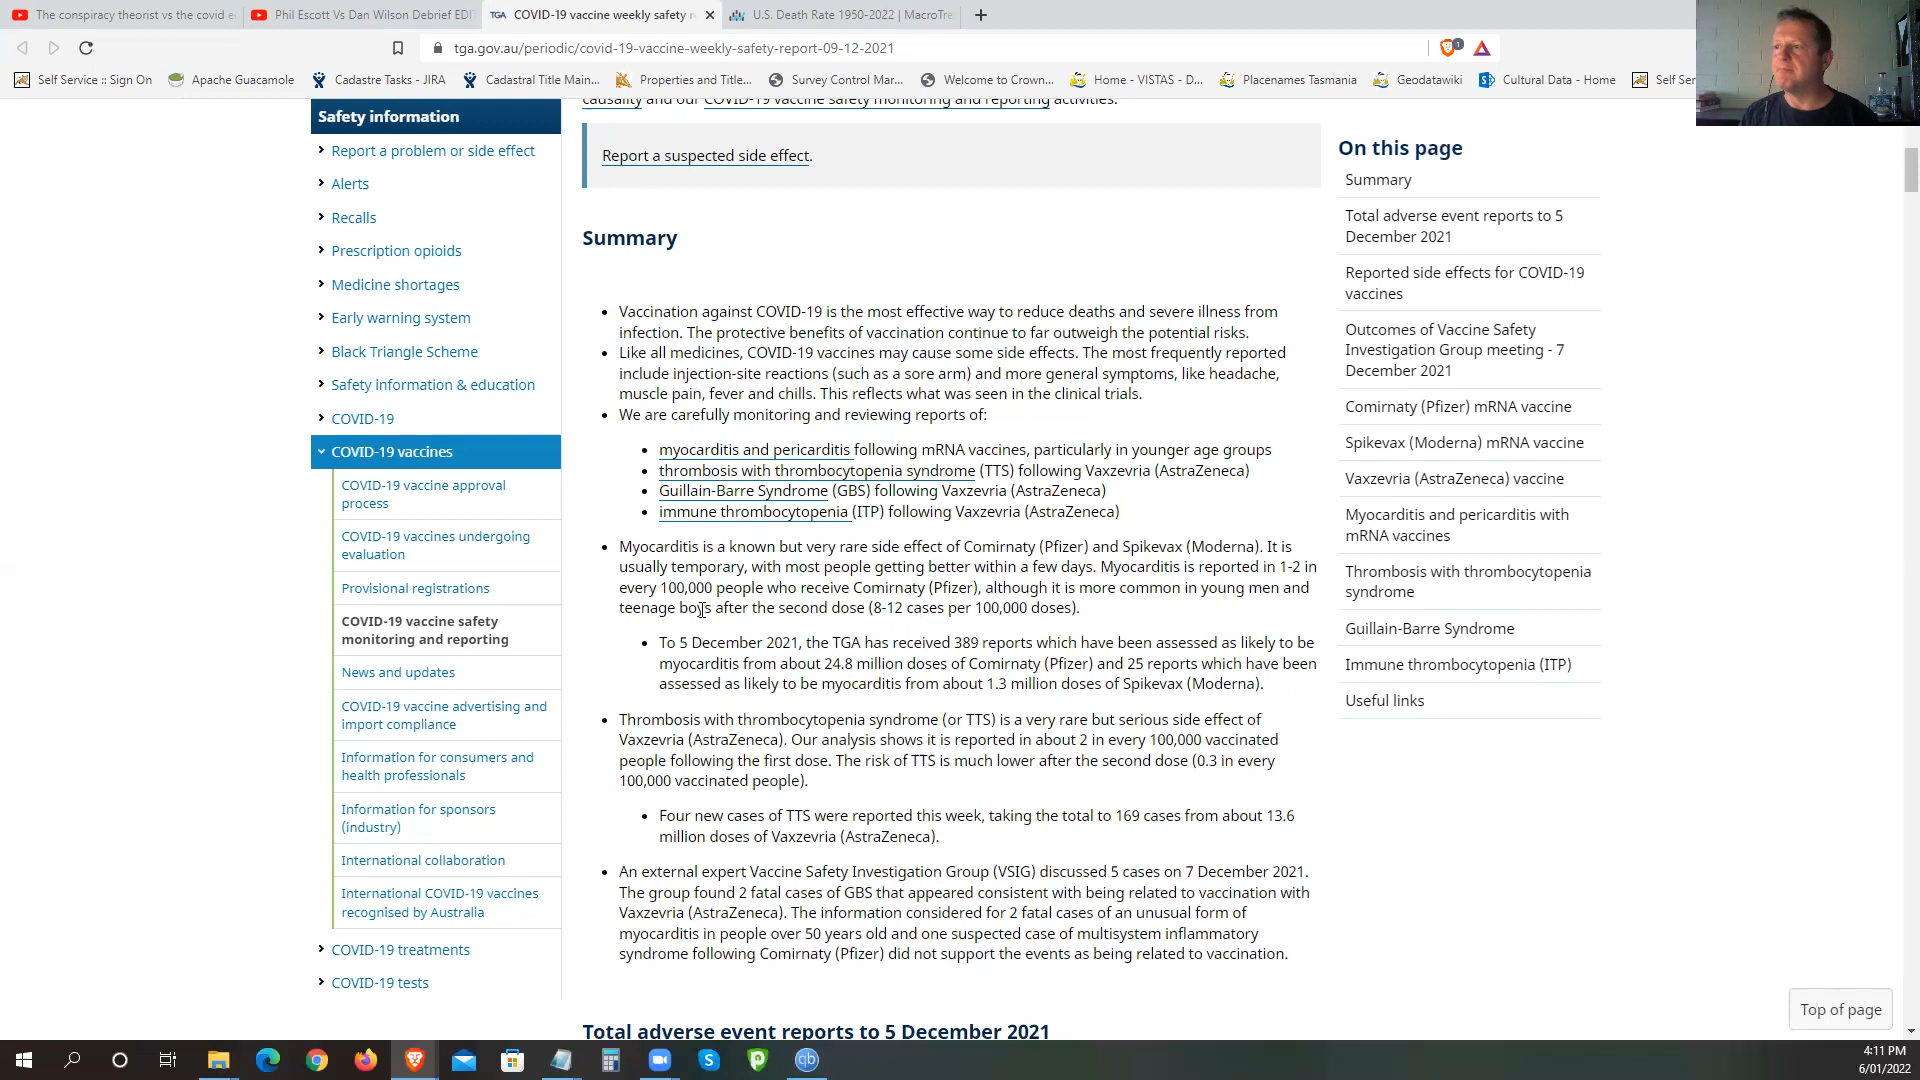 The conspiracy theorist vs the covid e
Phil Escott Vs Dan Wilson Debrief EDI
TGA COVID-19 vaccine weekly safety r
U.S. Death Rate 1950-2022 | MacroTre
tga.gov.au/periodic/covid-19-vaccine-weekly-safety-report-09-12-2021
1
Self Service :: Sign On
Apache Guacamole
Cadastre Tasks - JIRA
Cadastral Title Main...
Properties and Title...
Survey Control Mar...
Welcome to Crown...
Home - VISTAS - D...
Placenames Tasmania
Geodatawiki
Cultural Data - Home
Self Ser
Safety information
Report a problem or side effect
Alerts
Recalls
Prescription opioids
Medicine shortages
Early warning system
Black Triangle Scheme
Safety information & education
COVID-19
COVID-19 vaccines
COVID-19 vaccine approval
process
COVID-19 vaccines undergoing
evaluation
Provisional registrations
COVID-19 vaccine safety
monitoring and reporting
News and updates
COVID-19 vaccine advertising and
import compliance
Information for consumers and
health professionals
Information for sponsors
(industry)
International collaboration
International COVID-19 vaccines
recognised by Australia
COVID-19 treatments
COVID-19 tests
causality and our COVID-19 vaccine safety monitoring and reporting activities.
Report a suspected side effect.
Summary
Vaccination against COVID-19 is the most effective way to reduce deaths and severe illness from
infection. The protective benefits of vaccination continue to far outweigh the potential risks.
Like all medicines, COVID-19 vaccines may cause some side effects. The most frequently reported
include injection-site reactions (such as a sore arm) and more general symptoms, like headache,
muscle pain, fever and chills. This reflects what was seen in the clinical trials.
We are carefully monitoring and reviewing reports of:
myocarditis and pericarditis following mRNA vaccines, particularly in younger age groups
thrombosis with thrombocytopenia syndrome (TTS) following Vaxzevria (AstraZeneca)
Guillain-Barre Syndrome (GBS) following Vaxzevria (AstraZeneca)
immune thrombocytopenia (ITP) following Vaxzevria (AstraZeneca)
Myocarditis is a known but very rare side effect of Comirnaty (Pfizer) and Spikevax (Moderna). It is
usually temporary, with most people getting better within a few days. Myocarditis is reported in 1-2 in
every 100,000 people who receive Comirnaty (Pfizer), although it is more common in young men and
teenage boys after the second dose (8-12 cases per 100,000 doses).
To 5 December 2021, the TGA has received 389 reports which have been assessed as likely to be
myocarditis from about 24.8 million doses of Comirnaty (Pfizer) and 25 reports which have been
assessed as likely to be myocarditis from about 1.3 million doses of Spikevax (Moderna).
Thrombosis with thrombocytopenia syndrome (or TTS) is a very rare but serious side effect of
Vaxzevria (AstraZeneca). Our analysis shows it is reported in about 2 in every 100,000 vaccinated
people following the first dose. The risk of TTS is much lower after the second dose (0.3 in every
100,000 vaccinated people).
Four new cases of TTS were reported this week, taking the total to 169 cases from about 13.6
million doses of Vaxzevria (AstraZeneca).
An external expert Vaccine Safety Investigation Group (VSIG) discussed 5 cases on 7 December 2021.
The group found 2 fatal cases of GBS that appeared consistent with being related to vaccination with
Vaxzevria (AstraZeneca). The information considered for 2 fatal cases of an unusual form of
myocarditis in people over 50 years old and one suspected case of multisystem inflammatory
syndrome following Comirnaty (Pfizer) did not support the events as being related to vaccination.
Total adverse event reports to 5 December 2021
On this page
Summary
Total adverse event reports to 5
December 2021
Reported side effects for COVID-19
vaccines
Outcomes of Vaccine Safety
Investigation Group meeting - 7
December 2021
Comirnaty (Pfizer) mRNA vaccine
Spikevax (Moderna) mRNA vaccine
Vaxzevria (AstraZeneca) vaccine
Myocarditis and pericarditis with
mRNA vaccines
Thrombosis with thrombocytopenia
syndrome
Guillain-Barre Syndrome
Immune thrombocytopenia (ITP)
Useful links
Top of page
4:11 PM
6/01/2022